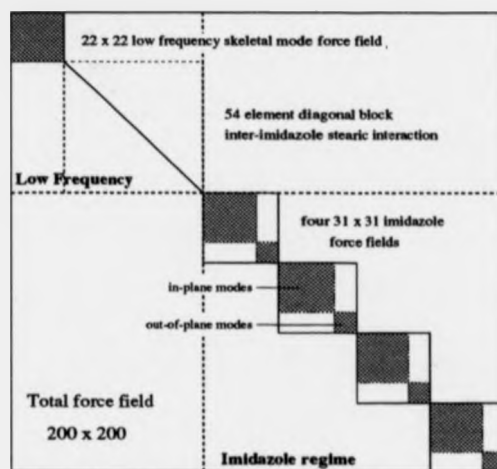 22 x 22 low frequency skeletal mode force field
54 element diagonal block
inter-imidazole stearic interaction
Low Frequency
four 31 x 31 imidazole
force fields
in-plane modes
out-of-plane modes
Total force field
200 x 200
Imidazole regime